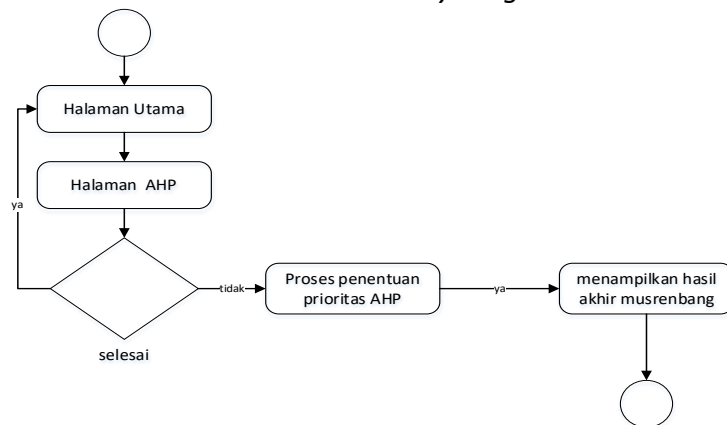 Halaman Utama
Halaman AHP
ya
tidak
Proses penentuan
prioritas AHP
ya
menampilkan hasil
akhir musrenbang
selesai